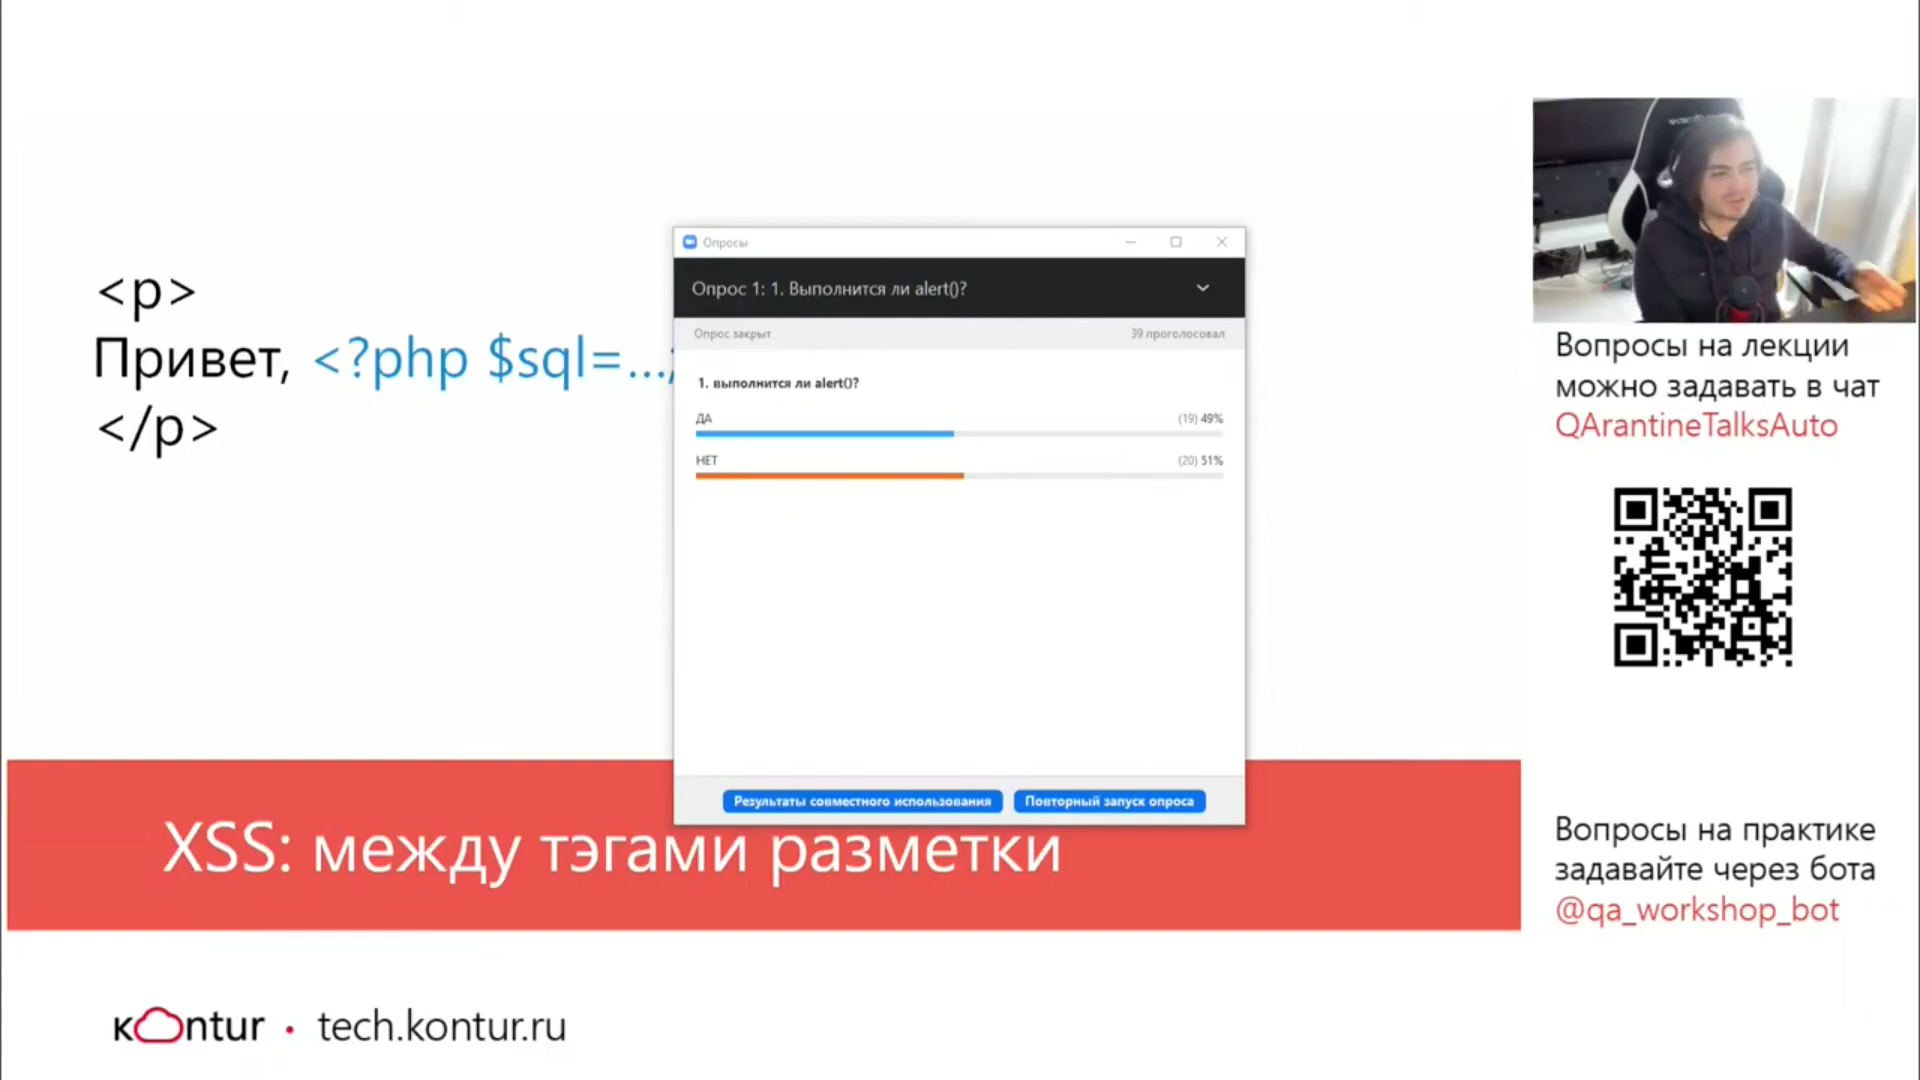 <p>
Привет, <?php $sql=...;
</p>
Опросы
Опрос 1: 1. Выполнится ли alert()?
Опрос закрыт
39 проголосовал
1. выполнится ли alert()?
ДА
(19) 49%
НЕТ
(20) 51%
Результаты совместного использования
Повторный запуск опроса
XSS: между тэгами разметки
Вопросы на лекции
можно задавать в чат
QArantineTalksAuto
Вопросы на практике
задавайте через бота
@qa_workshop_bot
контur • tech.kontur.ru